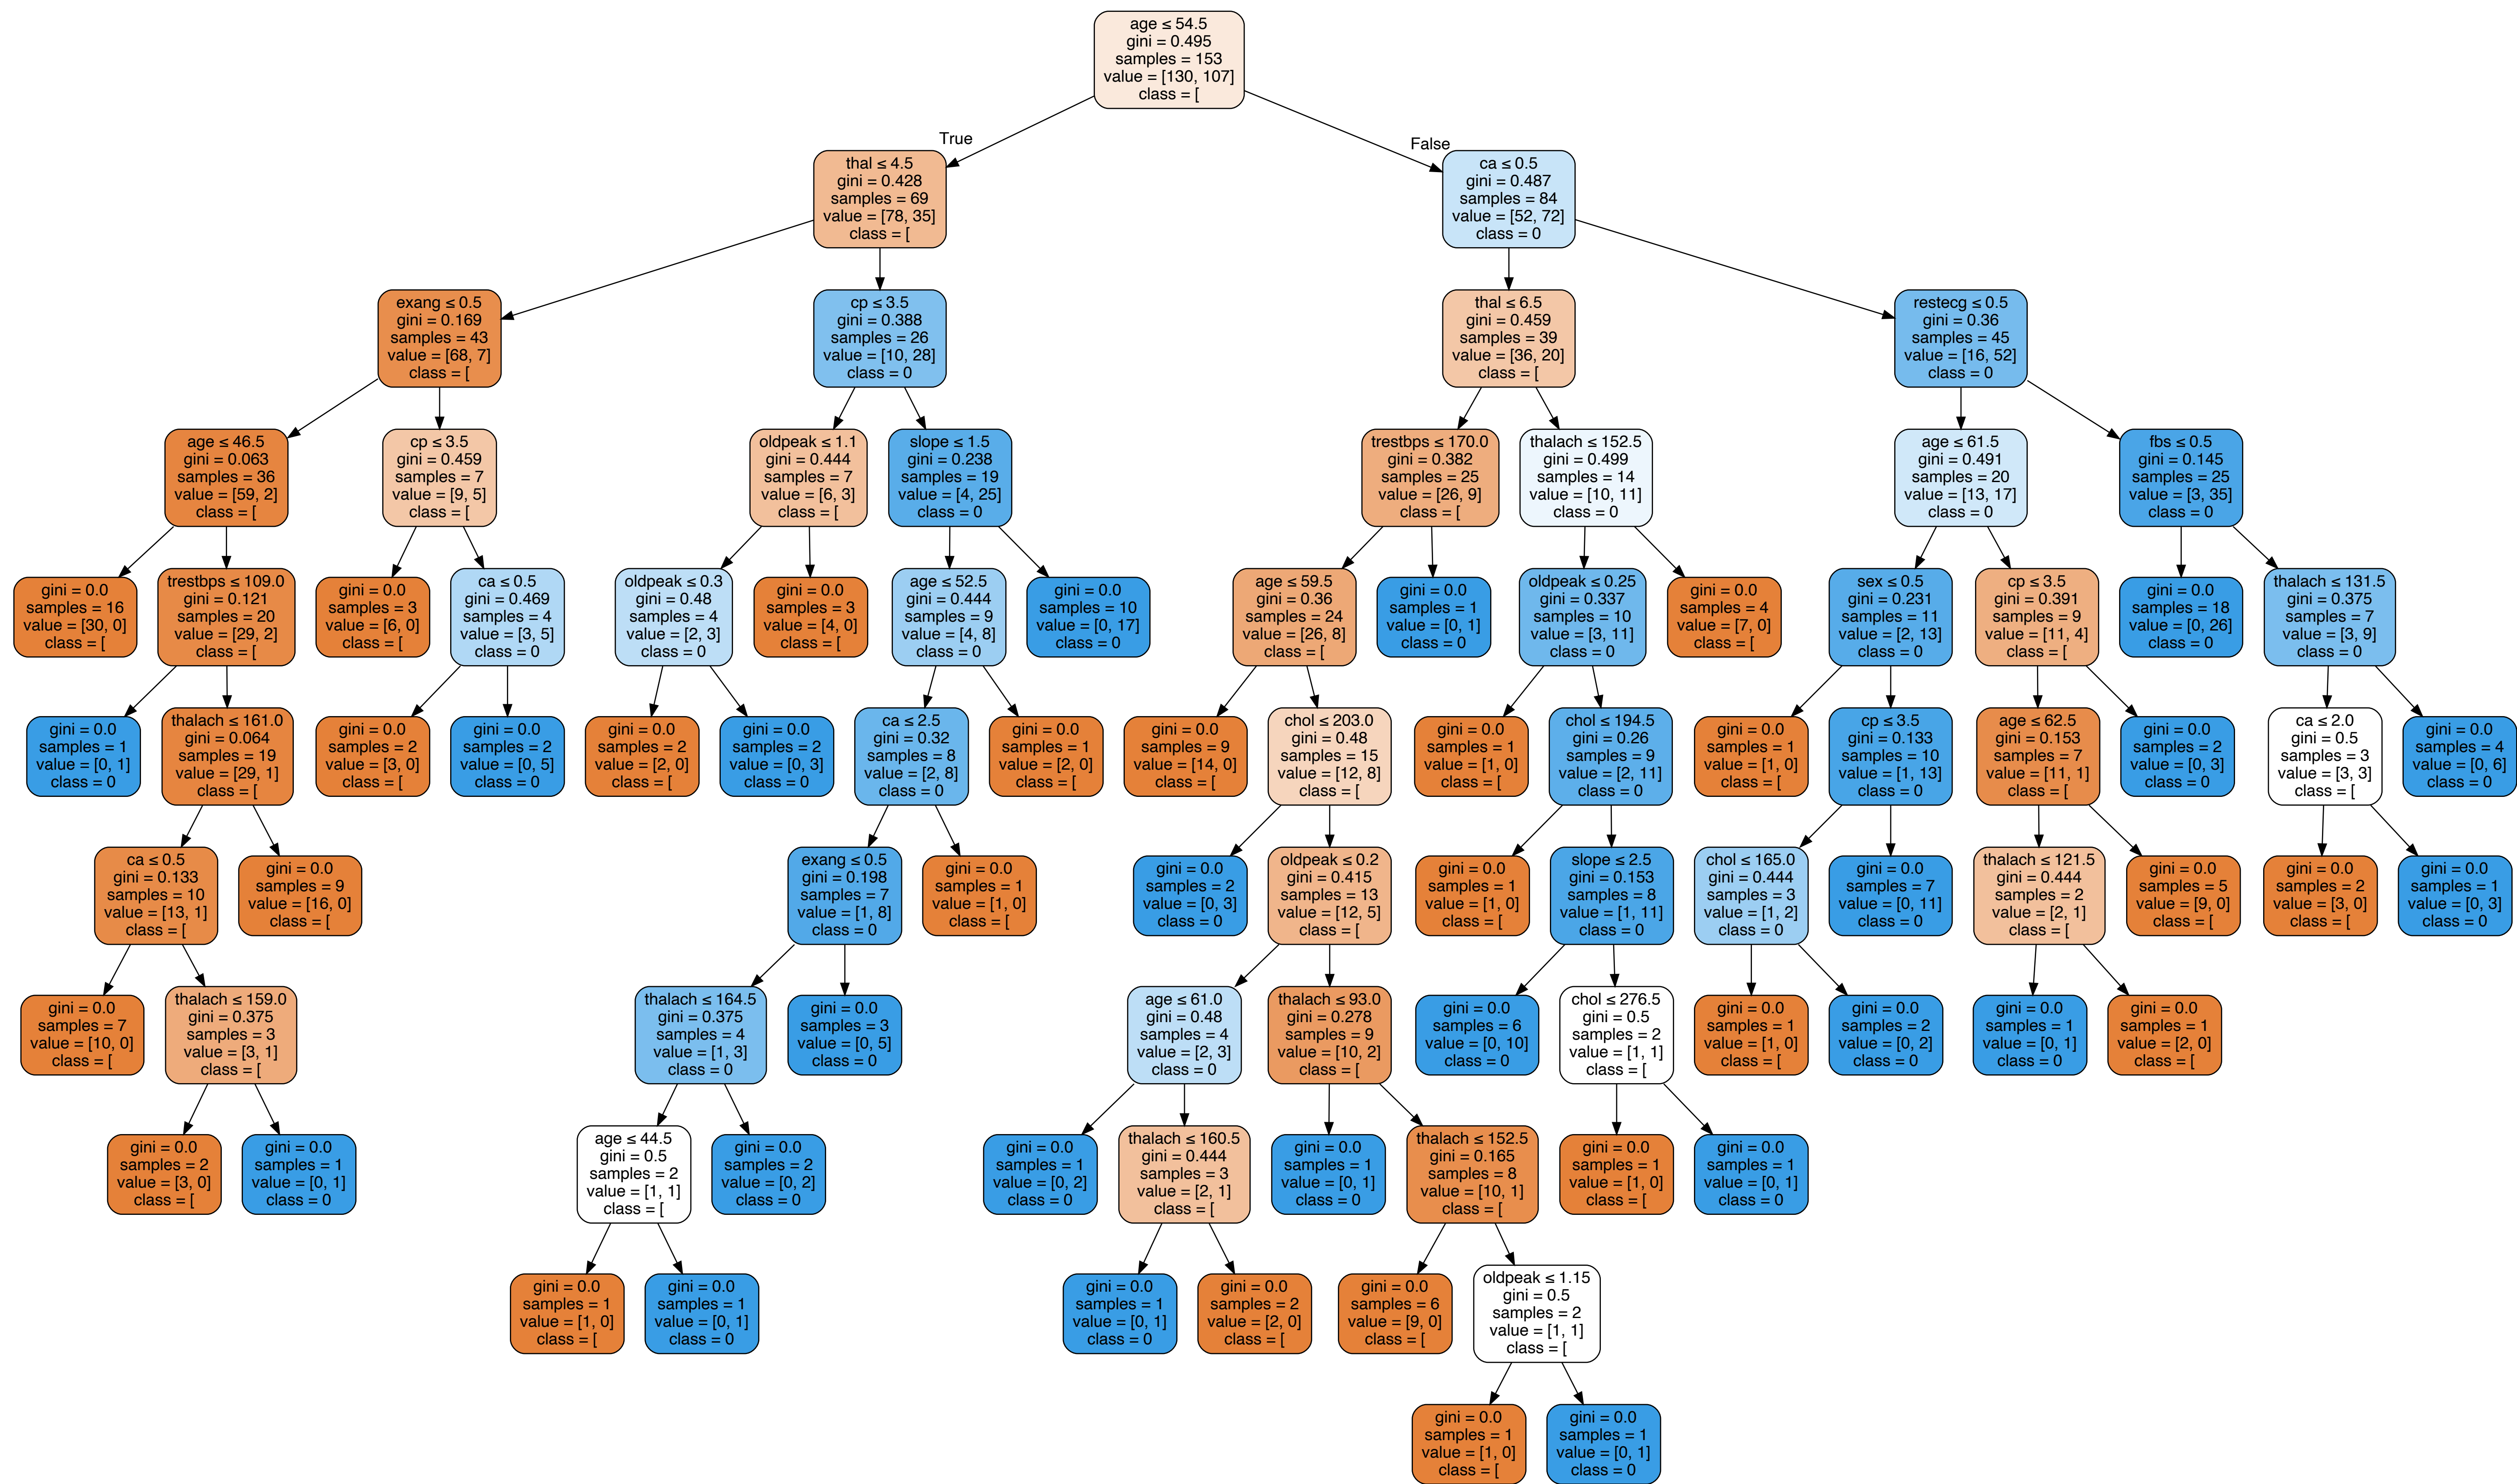 age ≤ 54.5
gini = 0.495
samples = 153
value = [130, 107]
class = [
True
False
thal ≤ 4.5
gini = 0.428
samples = 69
value = [78, 35]
class = [
ca ≤ 0.5
gini = 0.487
samples = 84
value = [52, 72]
class = 0
exang ≤ 0.5
gini = 0.169
samples = 43
value = [68, 7]
class = [
cp ≤ 3.5
gini = 0.388
samples = 26
value = [10, 28]
class = 0
thal ≤ 6.5
gini = 0.459
samples = 39
value = [36, 20]
class = [
restecg ≤ 0.5
gini = 0.36
samples = 45
value = [16, 52]
class = 0
age ≤ 46.5
gini = 0.063
samples = 36
value = [59, 2]
class = [
cp ≤ 3.5
gini = 0.459
samples = 7
value = [9, 5]
class = [
oldpeak ≤ 1.1
gini = 0.444
samples = 7
value = [6, 3]
class = [
slope ≤ 1.5
gini = 0.238
samples = 19
value = [4, 25]
class = 0
trestbps ≤ 170.0
gini = 0.382
samples = 25
value = [26, 9]
class = [
thalach ≤ 152.5
gini = 0.499
samples = 14
value = [10, 11]
class = 0
age ≤ 61.5
gini = 0.491
samples = 20
value = [13, 17]
class = 0
fbs ≤ 0.5
gini = 0.145
samples = 25
value = [3, 35]
class = 0
gini = 0.0
samples = 16
value = [30, 0]
class = [
trestbps ≤ 109.0
gini = 0.121
samples = 20
value = [29, 2]
class = [
gini = 0.0
samples = 3
value = [6, 0]
class = [
ca ≤ 0.5
gini = 0.469
samples = 4
value = [3, 5]
class = 0
oldpeak ≤ 0.3
gini = 0.48
samples = 4
value = [2, 3]
class = 0
gini = 0.0
samples = 3
value = [4, 0]
class = [
age ≤ 52.5
gini = 0.444
samples = 9
value = [4, 8]
class = 0
gini = 0.0
samples = 10
value = [0, 17]
class = 0
age ≤ 59.5
gini = 0.36
samples = 24
value = [26, 8]
class = [
gini = 0.0
samples = 1
value = [0, 1]
class = 0
oldpeak ≤ 0.25
gini = 0.337
samples = 10
value = [3, 11]
class = 0
gini = 0.0
samples = 4
value = [7, 0]
class = [
sex ≤ 0.5
gini = 0.231
samples = 11
value = [2, 13]
class = 0
cp ≤ 3.5
gini = 0.391
samples = 9
value = [11, 4]
class = [
gini = 0.0
samples = 18
value = [0, 26]
class = 0
thalach ≤ 131.5
gini = 0.375
samples = 7
value = [3, 9]
class = 0
gini = 0.0
samples = 1
value = [0, 1]
class = 0
thalach ≤ 161.0
gini = 0.064
samples = 19
value = [29, 1]
class = [
gini = 0.0
samples = 2
value = [3, 0]
class = [
gini = 0.0
samples = 2
value = [0, 5]
class = 0
gini = 0.0
samples = 2
value = [2, 0]
class = [
gini = 0.0
samples = 2
value = [0, 3]
class = 0
ca ≤ 2.5
gini = 0.32
samples = 8
value = [2, 8]
class = 0
gini = 0.0
samples = 1
value = [2, 0]
class = [
gini = 0.0
samples = 9
value = [14, 0]
class = [
chol ≤ 203.0
gini = 0.48
samples = 15
value = [12, 8]
class = [
gini = 0.0
samples = 1
value = [1, 0]
class = [
chol ≤ 194.5
gini = 0.26
samples = 9
value = [2, 11]
class = 0
gini = 0.0
samples = 1
value = [1, 0]
class = [
cp ≤ 3.5
gini = 0.133
samples = 10
value = [1, 13]
class = 0
age ≤ 62.5
gini = 0.153
samples = 7
value = [11, 1]
class = [
gini = 0.0
samples = 2
value = [0, 3]
class = 0
ca ≤ 2.0
gini = 0.5
samples = 3
value = [3, 3]
class = [
gini = 0.0
samples = 4
value = [0, 6]
class = 0
ca ≤ 0.5
gini = 0.133
samples = 10
value = [13, 1]
class = [
gini = 0.0
samples = 9
value = [16, 0]
class = [
exang ≤ 0.5
gini = 0.198
samples = 7
value = [1, 8]
class = 0
gini = 0.0
samples = 1
value = [1, 0]
class = [
gini = 0.0
samples = 2
value = [0, 3]
class = 0
oldpeak ≤ 0.2
gini = 0.415
samples = 13
value = [12, 5]
class = [
gini = 0.0
samples = 1
value = [1, 0]
class = [
slope ≤ 2.5
gini = 0.153
samples = 8
value = [1, 11]
class = 0
chol ≤ 165.0
gini = 0.444
samples = 3
value = [1, 2]
class = 0
gini = 0.0
samples = 7
value = [0, 11]
class = 0
thalach ≤ 121.5
gini = 0.444
samples = 2
value = [2, 1]
class = [
gini = 0.0
samples = 5
value = [9, 0]
class = [
gini = 0.0
samples = 2
value = [3, 0]
class = [
gini = 0.0
samples = 1
value = [0, 3]
class = 0
gini = 0.0
samples = 7
value = [10, 0]
class = [
thalach ≤ 159.0
gini = 0.375
samples = 3
value = [3, 1]
class = [
thalach ≤ 164.5
gini = 0.375
samples = 4
value = [1, 3]
class = 0
gini = 0.0
samples = 3
value = [0, 5]
class = 0
age ≤ 61.0
gini = 0.48
samples = 4
value = [2, 3]
class = 0
thalach ≤ 93.0
gini = 0.278
samples = 9
value = [10, 2]
class = [
gini = 0.0
samples = 6
value = [0, 10]
class = 0
chol ≤ 276.5
gini = 0.5
samples = 2
value = [1, 1]
class = [
gini = 0.0
samples = 1
value = [1, 0]
class = [
gini = 0.0
samples = 2
value = [0, 2]
class = 0
gini = 0.0
samples = 1
value = [0, 1]
class = 0
gini = 0.0
samples = 1
value = [2, 0]
class = [
gini = 0.0
samples = 2
value = [3, 0]
class = [
gini = 0.0
samples = 1
value = [0, 1]
class = 0
age ≤ 44.5
gini = 0.5
samples = 2
value = [1, 1]
class = [
gini = 0.0
samples = 2
value = [0, 2]
class = 0
gini = 0.0
samples = 1
value = [0, 2]
class = 0
thalach ≤ 160.5
gini = 0.444
samples = 3
value = [2, 1]
class = [
gini = 0.0
samples = 1
value = [0, 1]
class = 0
thalach ≤ 152.5
gini = 0.165
samples = 8
value = [10, 1]
class = [
gini = 0.0
samples = 1
value = [1, 0]
class = [
gini = 0.0
samples = 1
value = [0, 1]
class = 0
gini = 0.0
samples = 1
value = [1, 0]
class = [
gini = 0.0
samples = 1
value = [0, 1]
class = 0
gini = 0.0
samples = 1
value = [0, 1]
class = 0
gini = 0.0
samples = 2
value = [2, 0]
class = [
gini = 0.0
samples = 6
value = [9, 0]
class = [
oldpeak ≤ 1.15
gini = 0.5
samples = 2
value = [1, 1]
class = [
gini = 0.0
samples = 1
value = [1, 0]
class = [
gini = 0.0
samples = 1
value = [0, 1]
class = 0